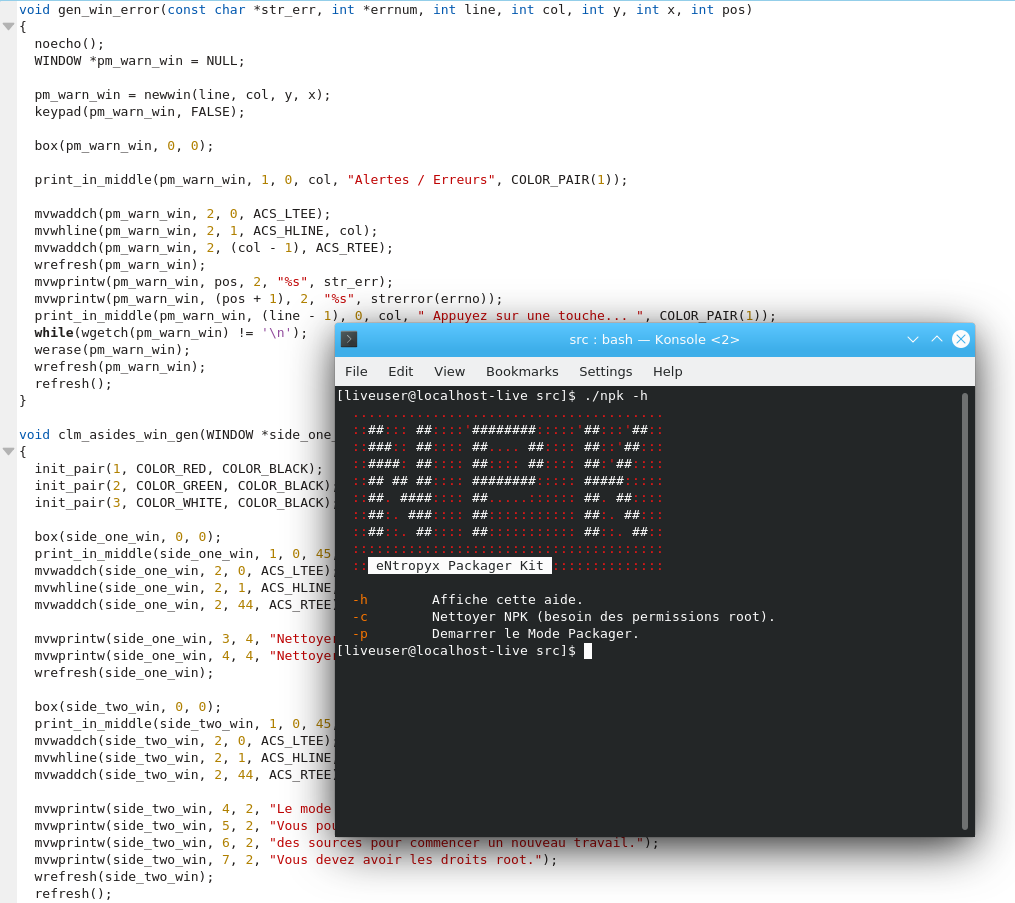 void gen_win_error(const char *str_err, int *errnum, int line, int col, int y, int x, int pos)
{
  noecho();
  WINDOW *pm_warn_win = NULL;

  pm_warn_win = newwin(line, col, y, x);
  keypad(pm_warn_win, FALSE);

  box(pm_warn_win, 0, 0);

  print_in_middle(pm_warn_win, 1, 0, col, "Alertes / Erreurs", COLOR_PAIR(1));

  mvwaddch(pm_warn_win, 2, 0, ACS_LTEE);
  mvwhline(pm_warn_win, 2, 1, ACS_HLINE, col);
  mvwaddch(pm_warn_win, 2, (col - 1), ACS_RTEE);
  wrefresh(pm_warn_win);
  mvwprintw(pm_warn_win, pos, 2, "%s", str_err);
  mvwprintw(pm_warn_win, (pos + 1), 2, "%s", strerror(errno));
  print_in_middle(pm_warn_win, (line - 1), 0, col, " Appuyez sur une touche... ", COLOR_PAIR(1));
  while(wgetch(pm_warn_win) != '\n');
  werase(pm_warn_win);
  wrefresh(pm_warn_win);
  refresh();
}

void clm_asides_win_gen(WINDOW *side_one_
{
  init_pair(1, COLOR_RED, COLOR_BLACK);
  init_pair(2, COLOR_GREEN, COLOR_BLACK);
  init_pair(3, COLOR_WHITE, COLOR_BLACK)

  box(side_one_win, 0, 0);
  print_in_middle(side_one_win, 1, 0, 45,
  mvwaddch(side_one_win, 2, 0, ACS_LTEE);
  mvwhline(side_one_win, 2, 1, ACS_HLINE,
  mvwaddch(side_one_win, 2, 44, ACS_RTEE)

  mvwprintw(side_one_win, 3, 4, "Nettoyer
  mvwprintw(side_one_win, 4, 4, "Nettoyer
  wrefresh(side_one_win);

  box(side_two_win, 0, 0);
  print_in_middle(side_two_win, 1, 0, 45,
  mvwaddch(side_two_win, 2, 0, ACS_LTEE);
  mvwhline(side_two_win, 2, 1, ACS_HLINE,
  mvwaddch(side_two_win, 2, 44, ACS_RTEE)

  mvwprintw(side_two_win, 4, 2, "Le mode
  mvwprintw(side_two_win, 5, 2, "Vous pou
  mvwprintw(side_two_win, 6, 2, "des sources pour commencer un nouveau travail.");
  mvwprintw(side_two_win, 7, 2, "Vous devez avoir les droits root.");
  wrefresh(side_two_win);
  refresh();
src : bash — Konsole <2>
File Edit View Bookmarks Settings Help
[liveuser@localhost-live src]$ ./npk -h
  :::::::::::::::::::::::::::::::::::::::
  ::##::: ##::::'########:::::'##:::'##::
  ::###:: ##:::: ##.... ##:::: ##::'##:::
  ::####: ##:::: ##:::: ##:::: ##:'##::::
  ::## ## ##:::: ########::::: #####:::::
  ::##. ####:::: ##.....:::::: ##. ##::::
  ::##:. ###:::: ##::::::::::: ##:. ##:::
  ::##::. ##:::: ##::::::::::: ##::. ##::
  :::::::::::::::::::::::::::::::::::::::
  :: eNtropyx Packager Kit ::::::::::::::

  -h        Affiche cette aide.
  -c        Nettoyer NPK (besoin des permissions root).
  -p        Demarrer le Mode Packager.
[liveuser@localhost-live src]$